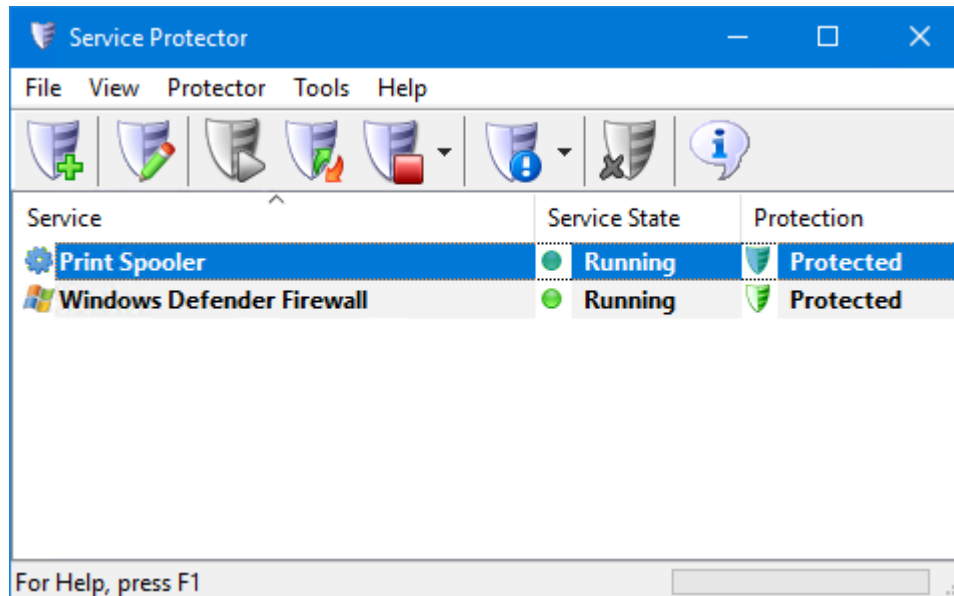 Service Protector
File View Protector Tools Help
Service Service State Protection
Print Spooler Running Protected
Windows Defender Firewall Running Protected
For Help, press F1